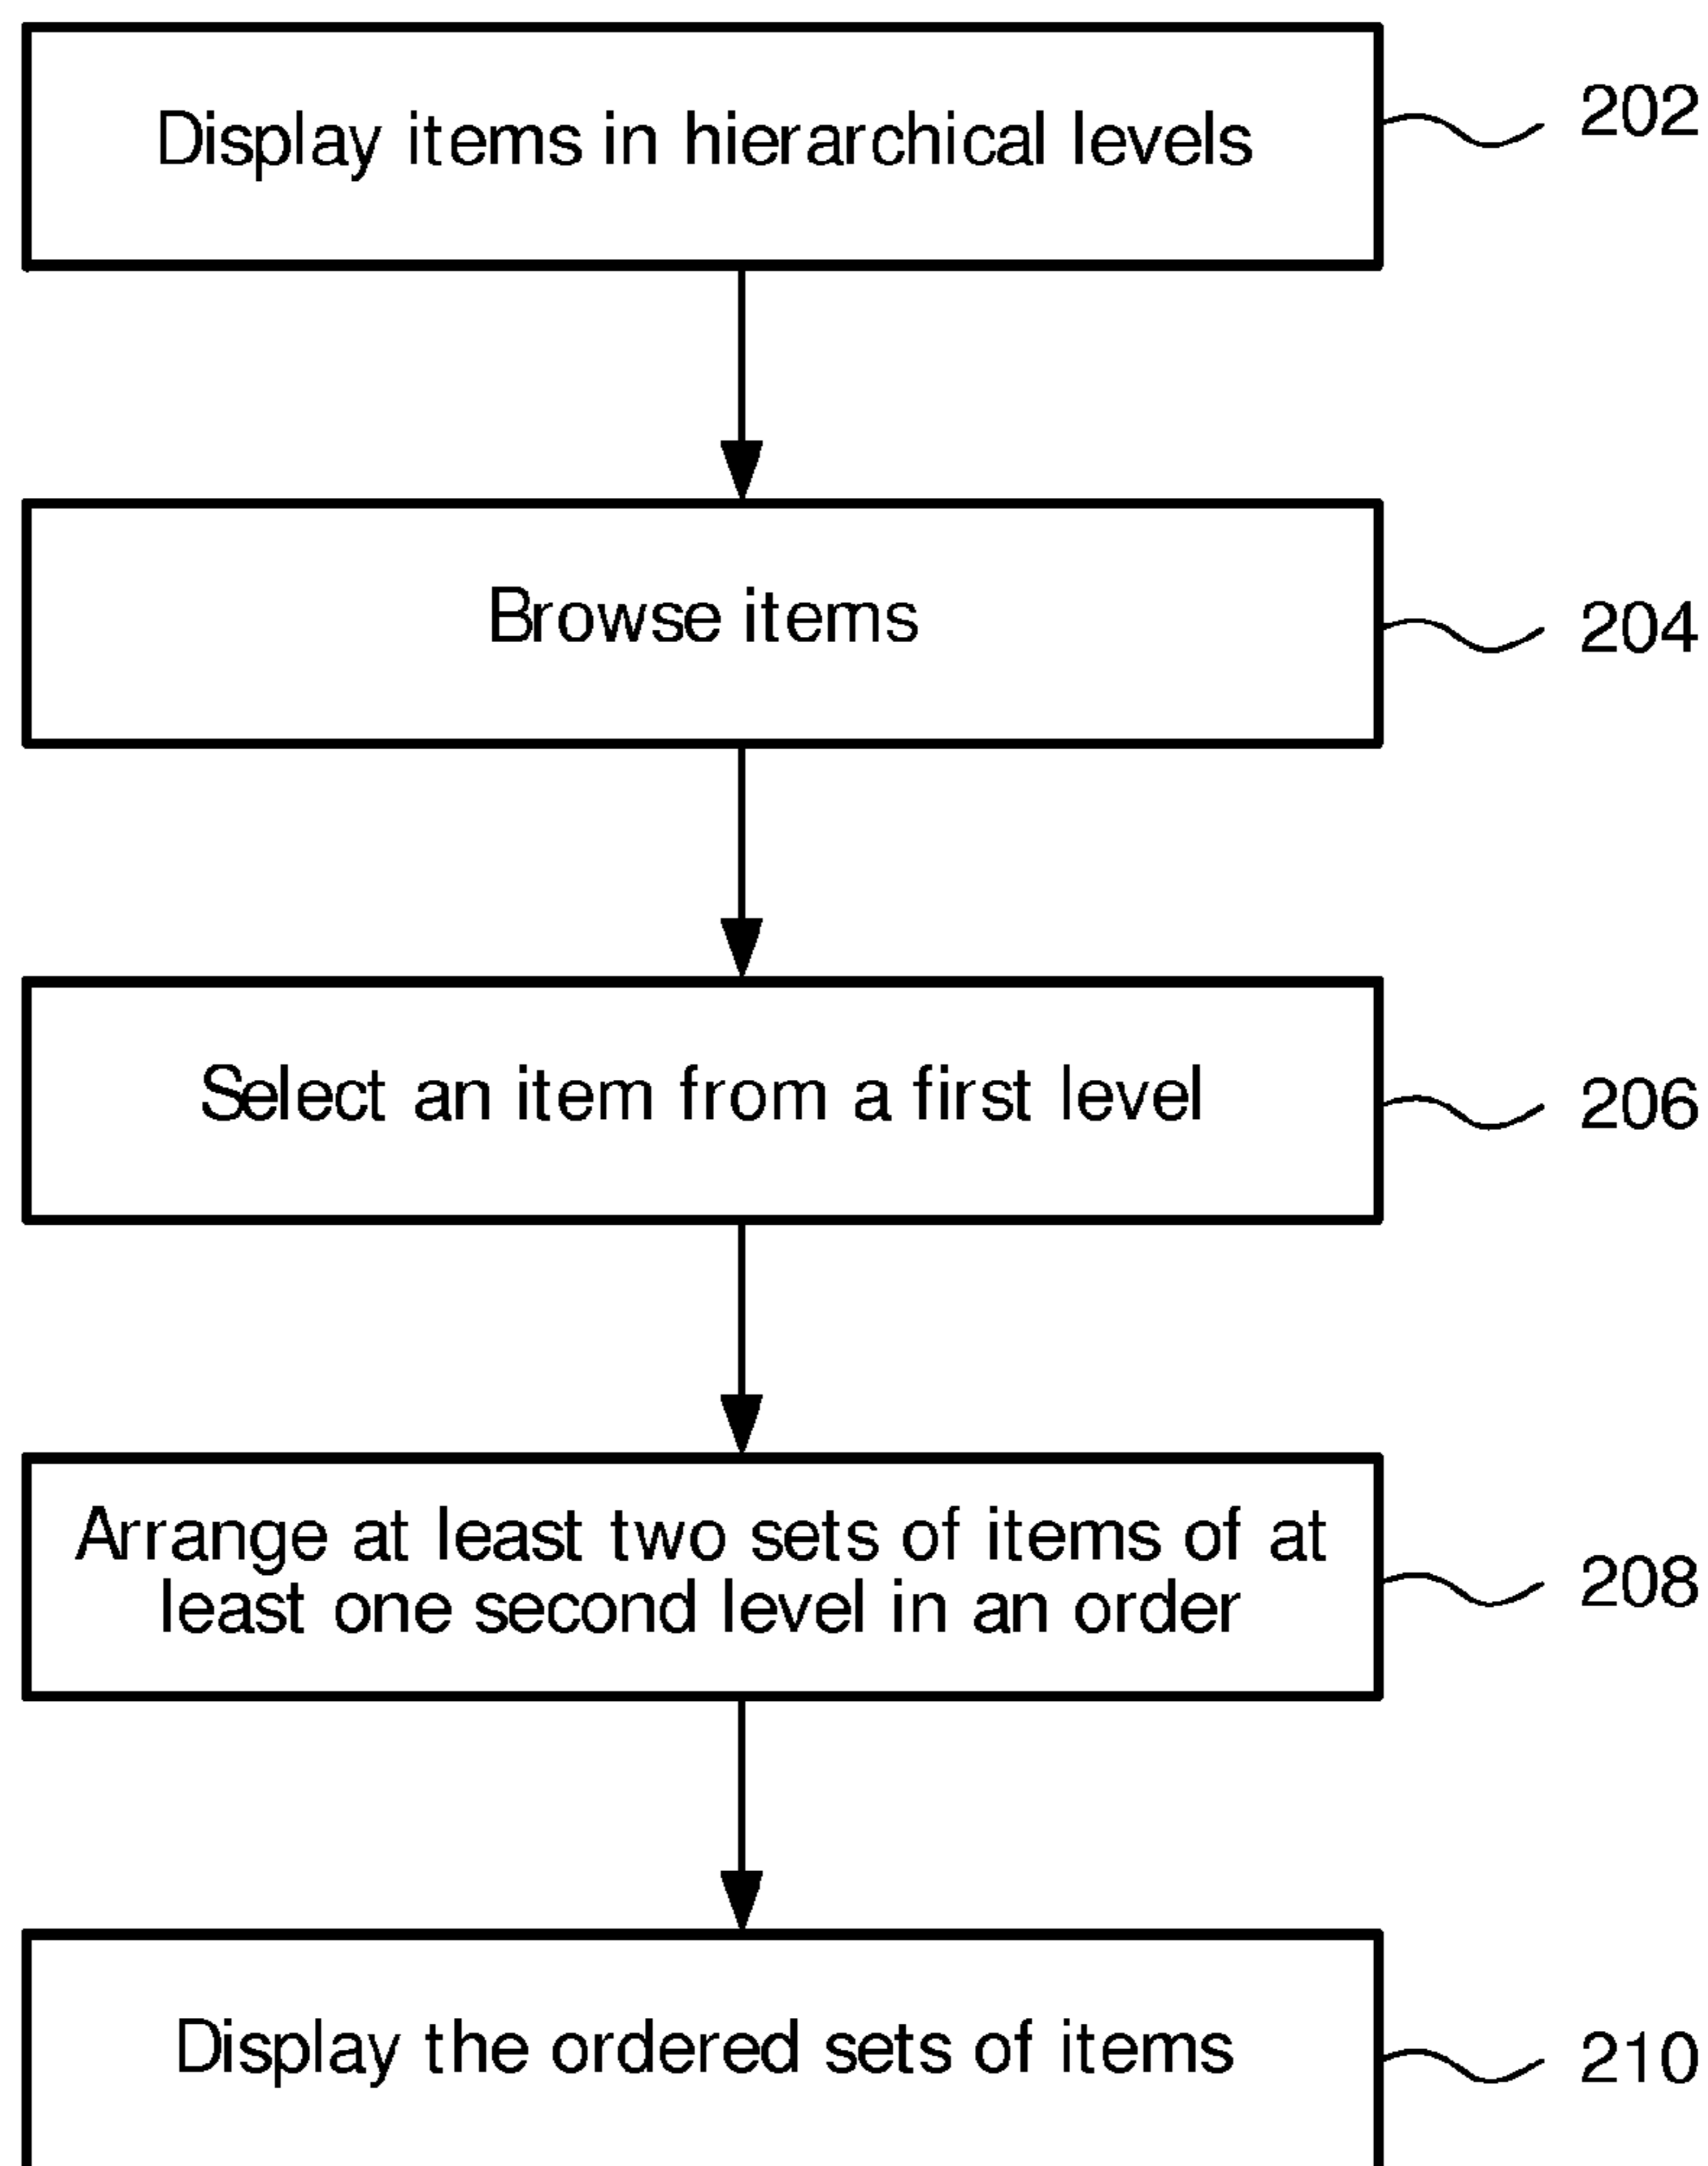 Display items in hierarchical levels
202
Browse items
204
Select an item from a first level
206
Arrange at least two sets of items of at
least one second level in an order
208
Display the ordered sets of items
210